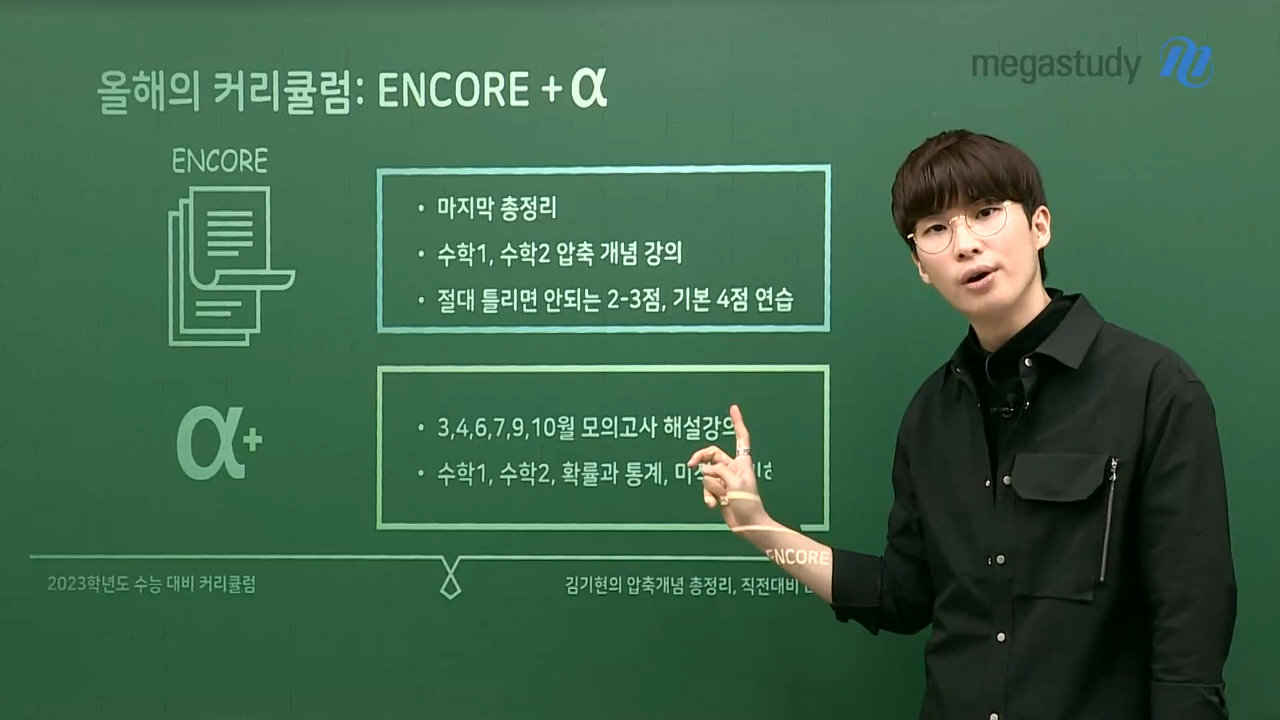 megastudy
올해의 커리큘럼: ENCORE + α
ENCORE
• 마지막 총정리
• 수학1, 수학2 압축 개념 강의
• 절대 틀리면 안되는 2-3점, 기본 4점 연습
α+
• 3,4,6,7,9,10월 모의고사 해설강의
• 수학1, 수학2, 확률과 통계,
2023학년도 수능 대비 커리큘럼
김기현의 압축개념 총정리, 직전대비
ENCORE